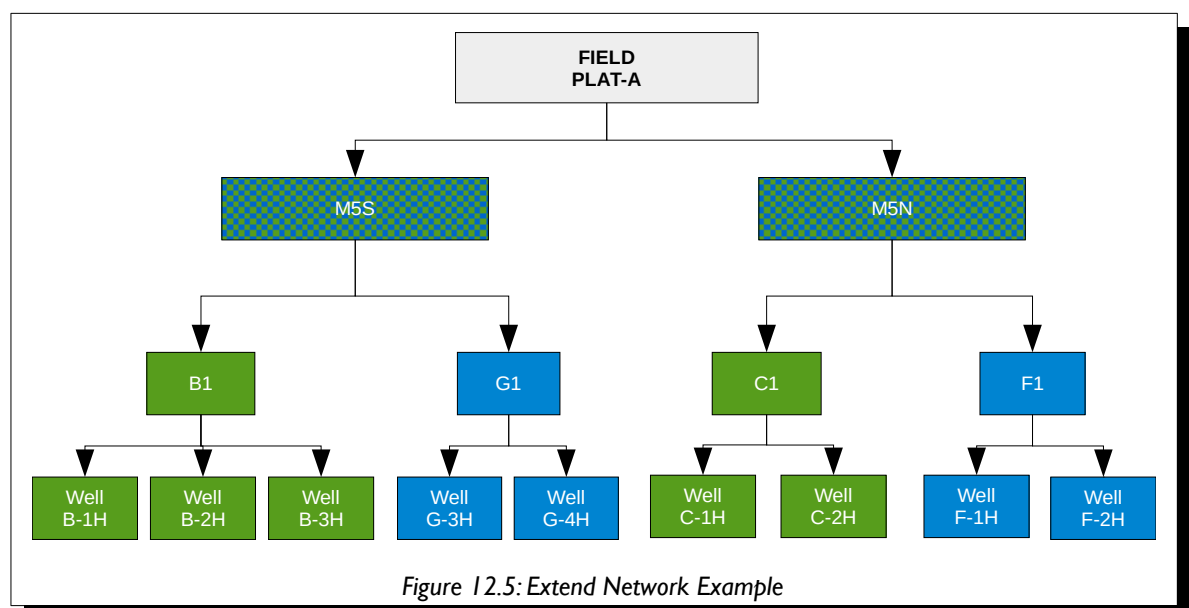 FIELD
PLAT-A
M5S
M5N
B1
G1
C1
F1
Well
B-1H
Well
B-2H
Well
B-3H
Well
G-3H
Well
G-4H
Well
C-1H
Well
C-2H
Well
F-1H
Well
F-2H
Figure 12.5: Extend Network Example